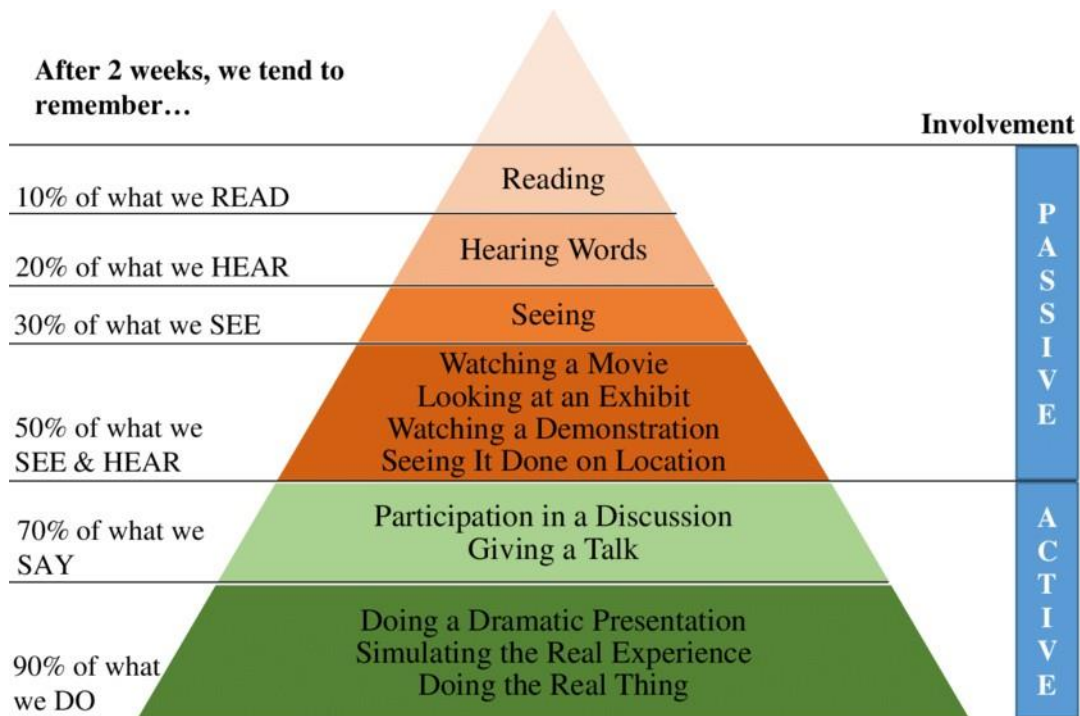 After 2 weeks, we tend to
remember…
Involvement
10% of what we READ
Reading
20% of what we HEAR
Hearing Words
30% of what we SEE
Seeing
50% of what we
SEE & HEAR
Watching a Movie
Looking at an Exhibit
Watching a Demonstration
Seeing It Done on Location
PASSIVE
70% of what we
SAY
Participation in a Discussion
Giving a Talk
90% of what
we DO
Doing a Dramatic Presentation
Simulating the Real Experience
Doing the Real Thing
ACTIVE